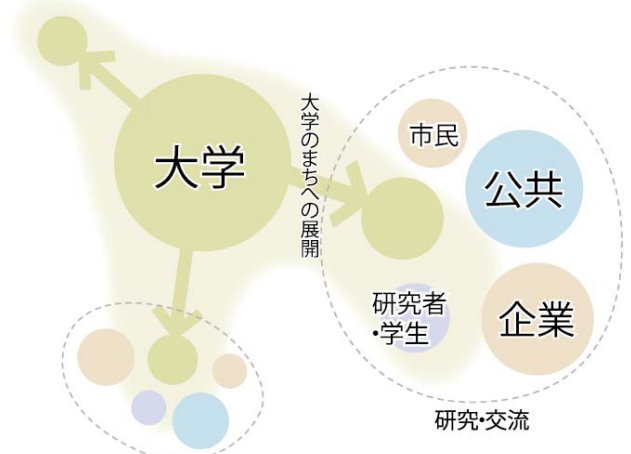 大学
大学のまちへの展開
市民
公共
研究者
・学生
企業
研究・交流